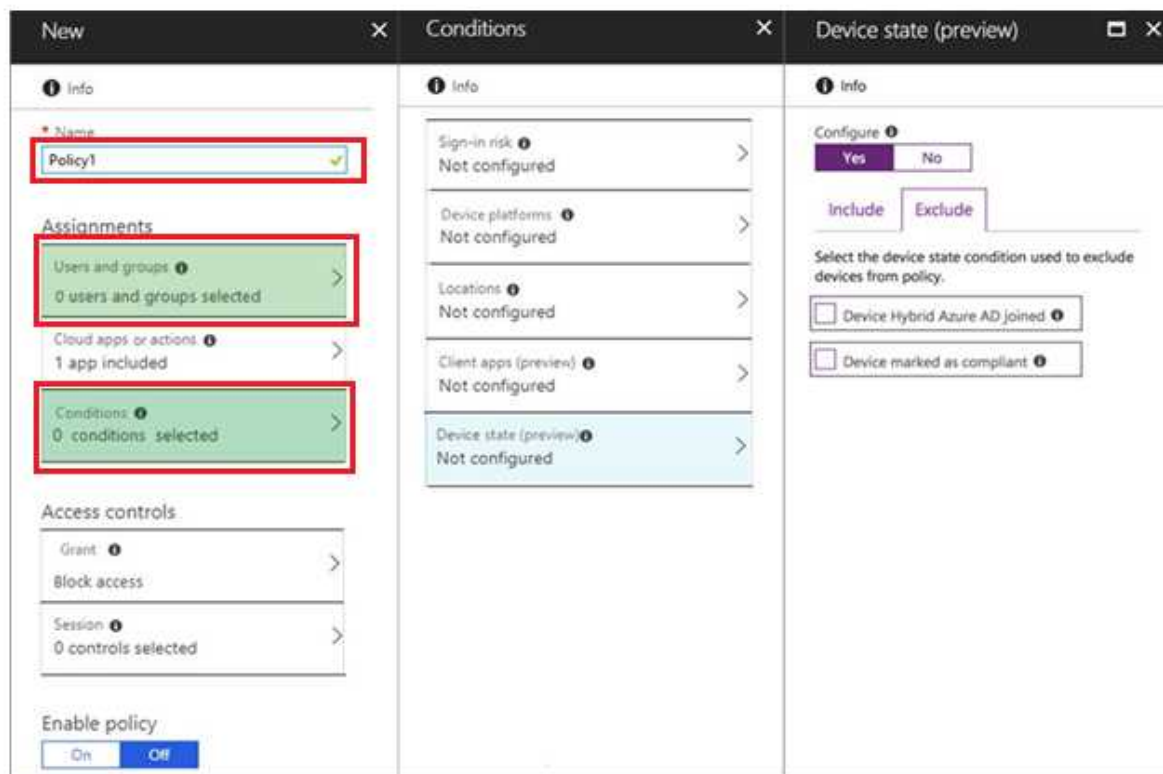 New
Info
* Name
Policy1
Assignments
Users and groups
0 users and groups selected
Cloud apps or actions
1 app included
Conditions
0 conditions selected
Access controls
Grant
Block access
Session
0 controls selected
Enable policy
On Off
Conditions
Info
Sign-in risk
Not configured
Device platforms
Not configured
Locations
Not configured
Client apps (preview)
Not configured
Device state (preview)
Not configured
Device state (preview)
Info
Configure
Yes No
Include Exclude
Select the device state condition used to exclude
devices from policy.
Device Hybrid Azure AD joined
Device marked as compliant